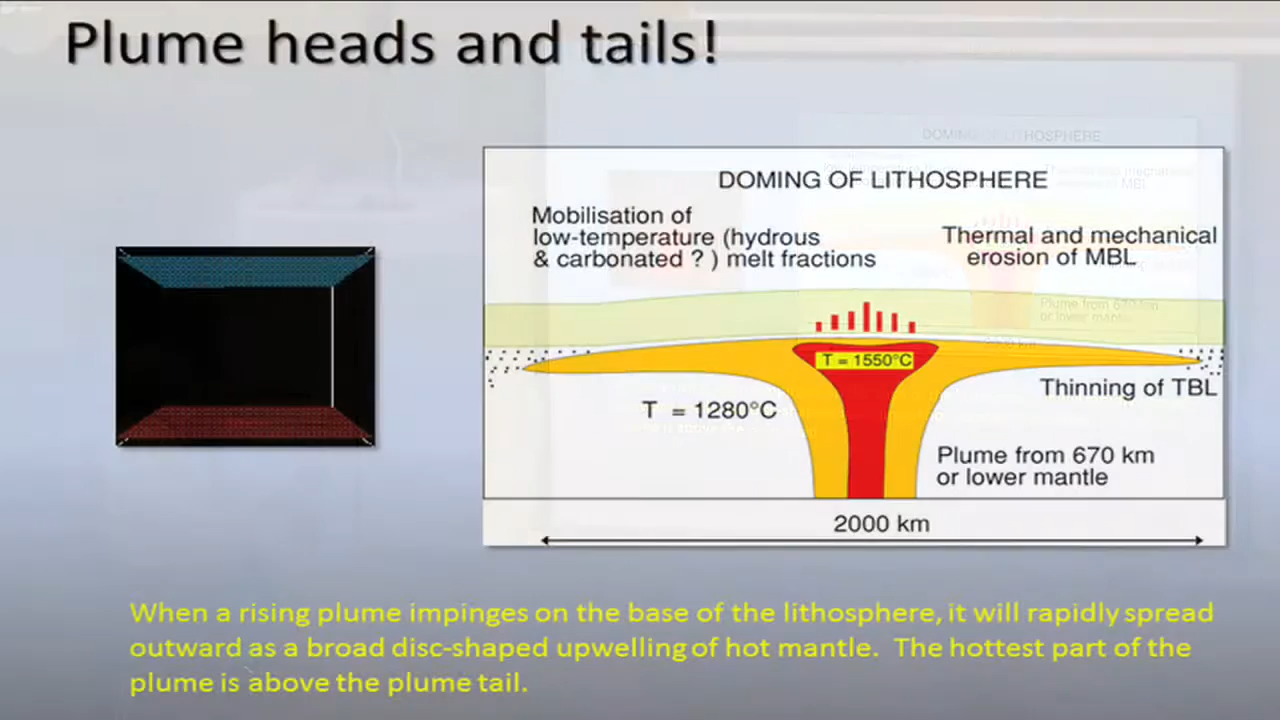 Plume heads and tails!
DOMING OF LITHOSPHERE
Mobilisation of
low-temperature (hydrous
& carbonated ? ) melt fractions
Thermal and mechanical
erosion of MBL
T = 1550°C
T = 1280°C
Thinning of TBL
Plume from 670 km
or lower mantle
2000 km
When a rising plume impinges on the base of the lithosphere, it will rapidly spread
outward as a broad disc-shaped upwelling of hot mantle. The hottest part of the
plume is above the plume tail.